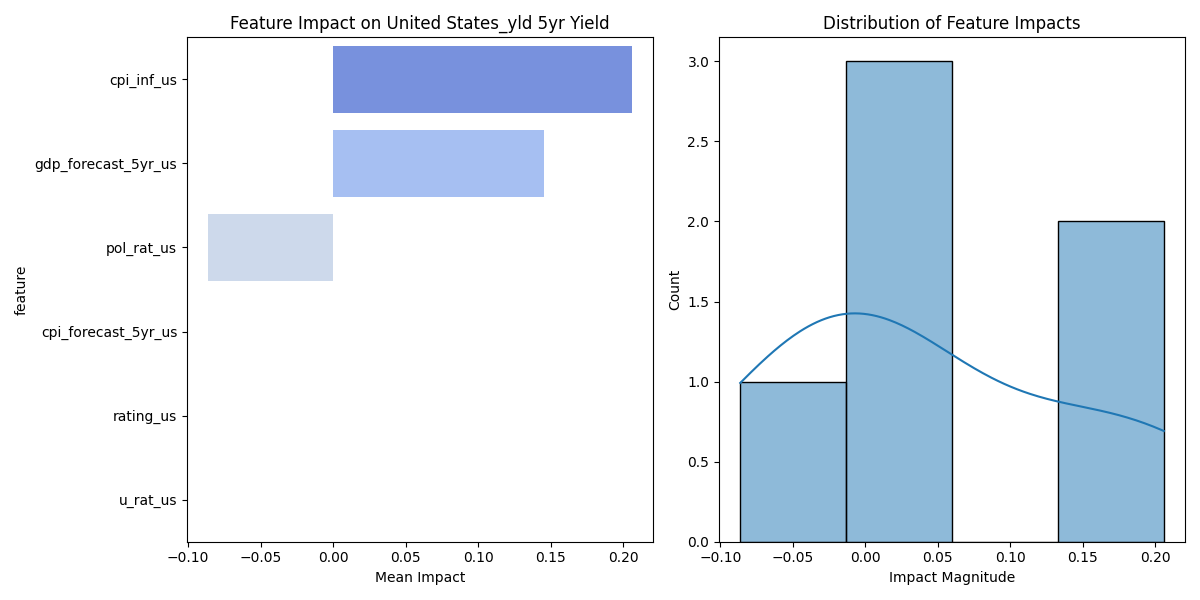 Feature Impact on United States_yld 5yr Yield
feature
cpi_inf_us
gdp_forecast_5yr_us
pol_rat_us
cpi_forecast_5yr_us
rating_us
u_rat_us
−0.10 −0.05 0.00 0.05 0.10 0.15 0.20
Mean Impact
Distribution of Feature Impacts
Count
3.0
2.5
2.0
1.5
1.0
0.5
0.0
−0.10 −0.05 0.00 0.05 0.10 0.15 0.20
Impact Magnitude